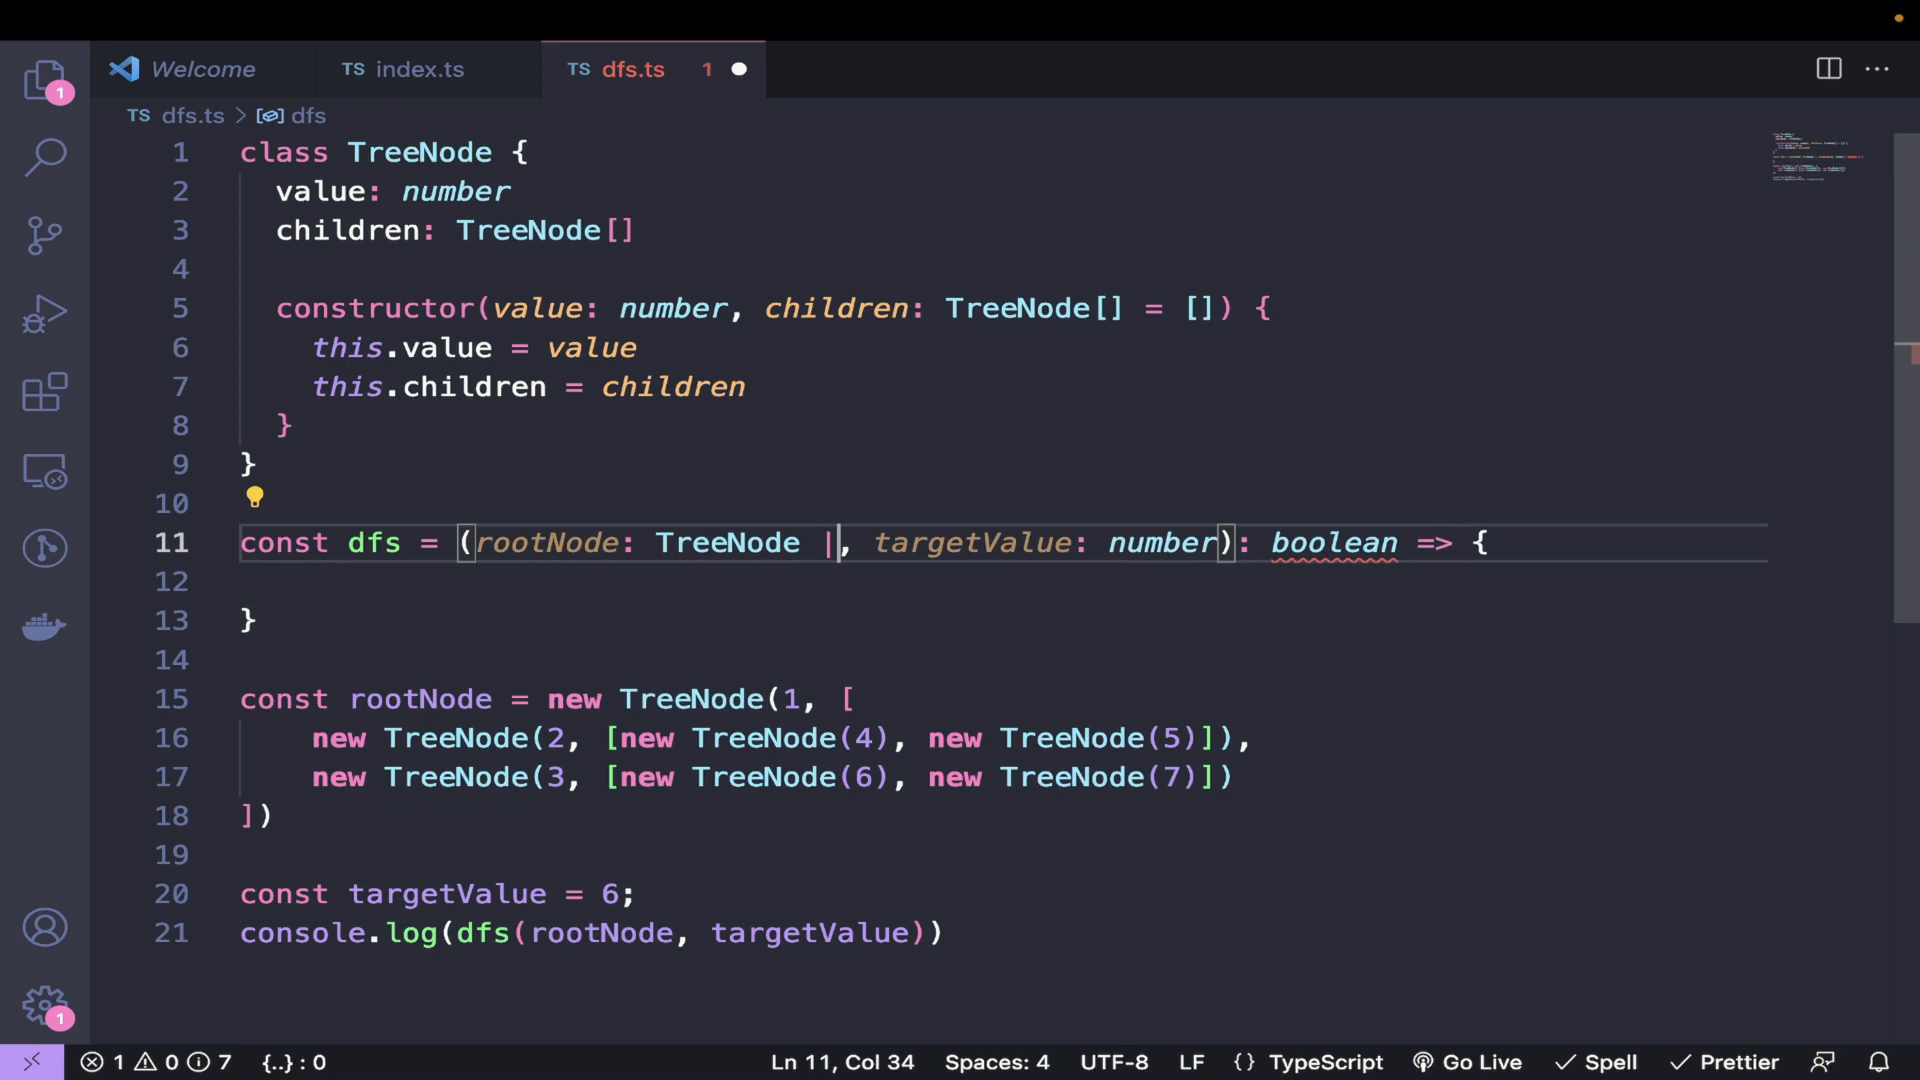 Welcome
TS index.ts
TS dfs.ts 1
TS dfs.ts > dfs
1 class TreeNode {
2 value: number
3 children: TreeNode[]
4
5 constructor(value: number, children: TreeNode[] = []) {
6 this.value = value
7 this.children = children
8 }
9 }
10
11 const dfs = (rootNode: TreeNode |, targetValue: number): boolean => {
12
13 }
14
15 const rootNode = new TreeNode(1, [
16 new TreeNode(2, [new TreeNode(4), new TreeNode(5)]),
17 new TreeNode(3, [new TreeNode(6), new TreeNode(7)])
18 ])
19
20 const targetValue = 6;
21 console.log(dfs(rootNode, targetValue))
1
1
1 0 7 {..} : 0 Ln 11, Col 34 Spaces: 4 UTF-8 LF {} TypeScript Go Live Spell Prettier